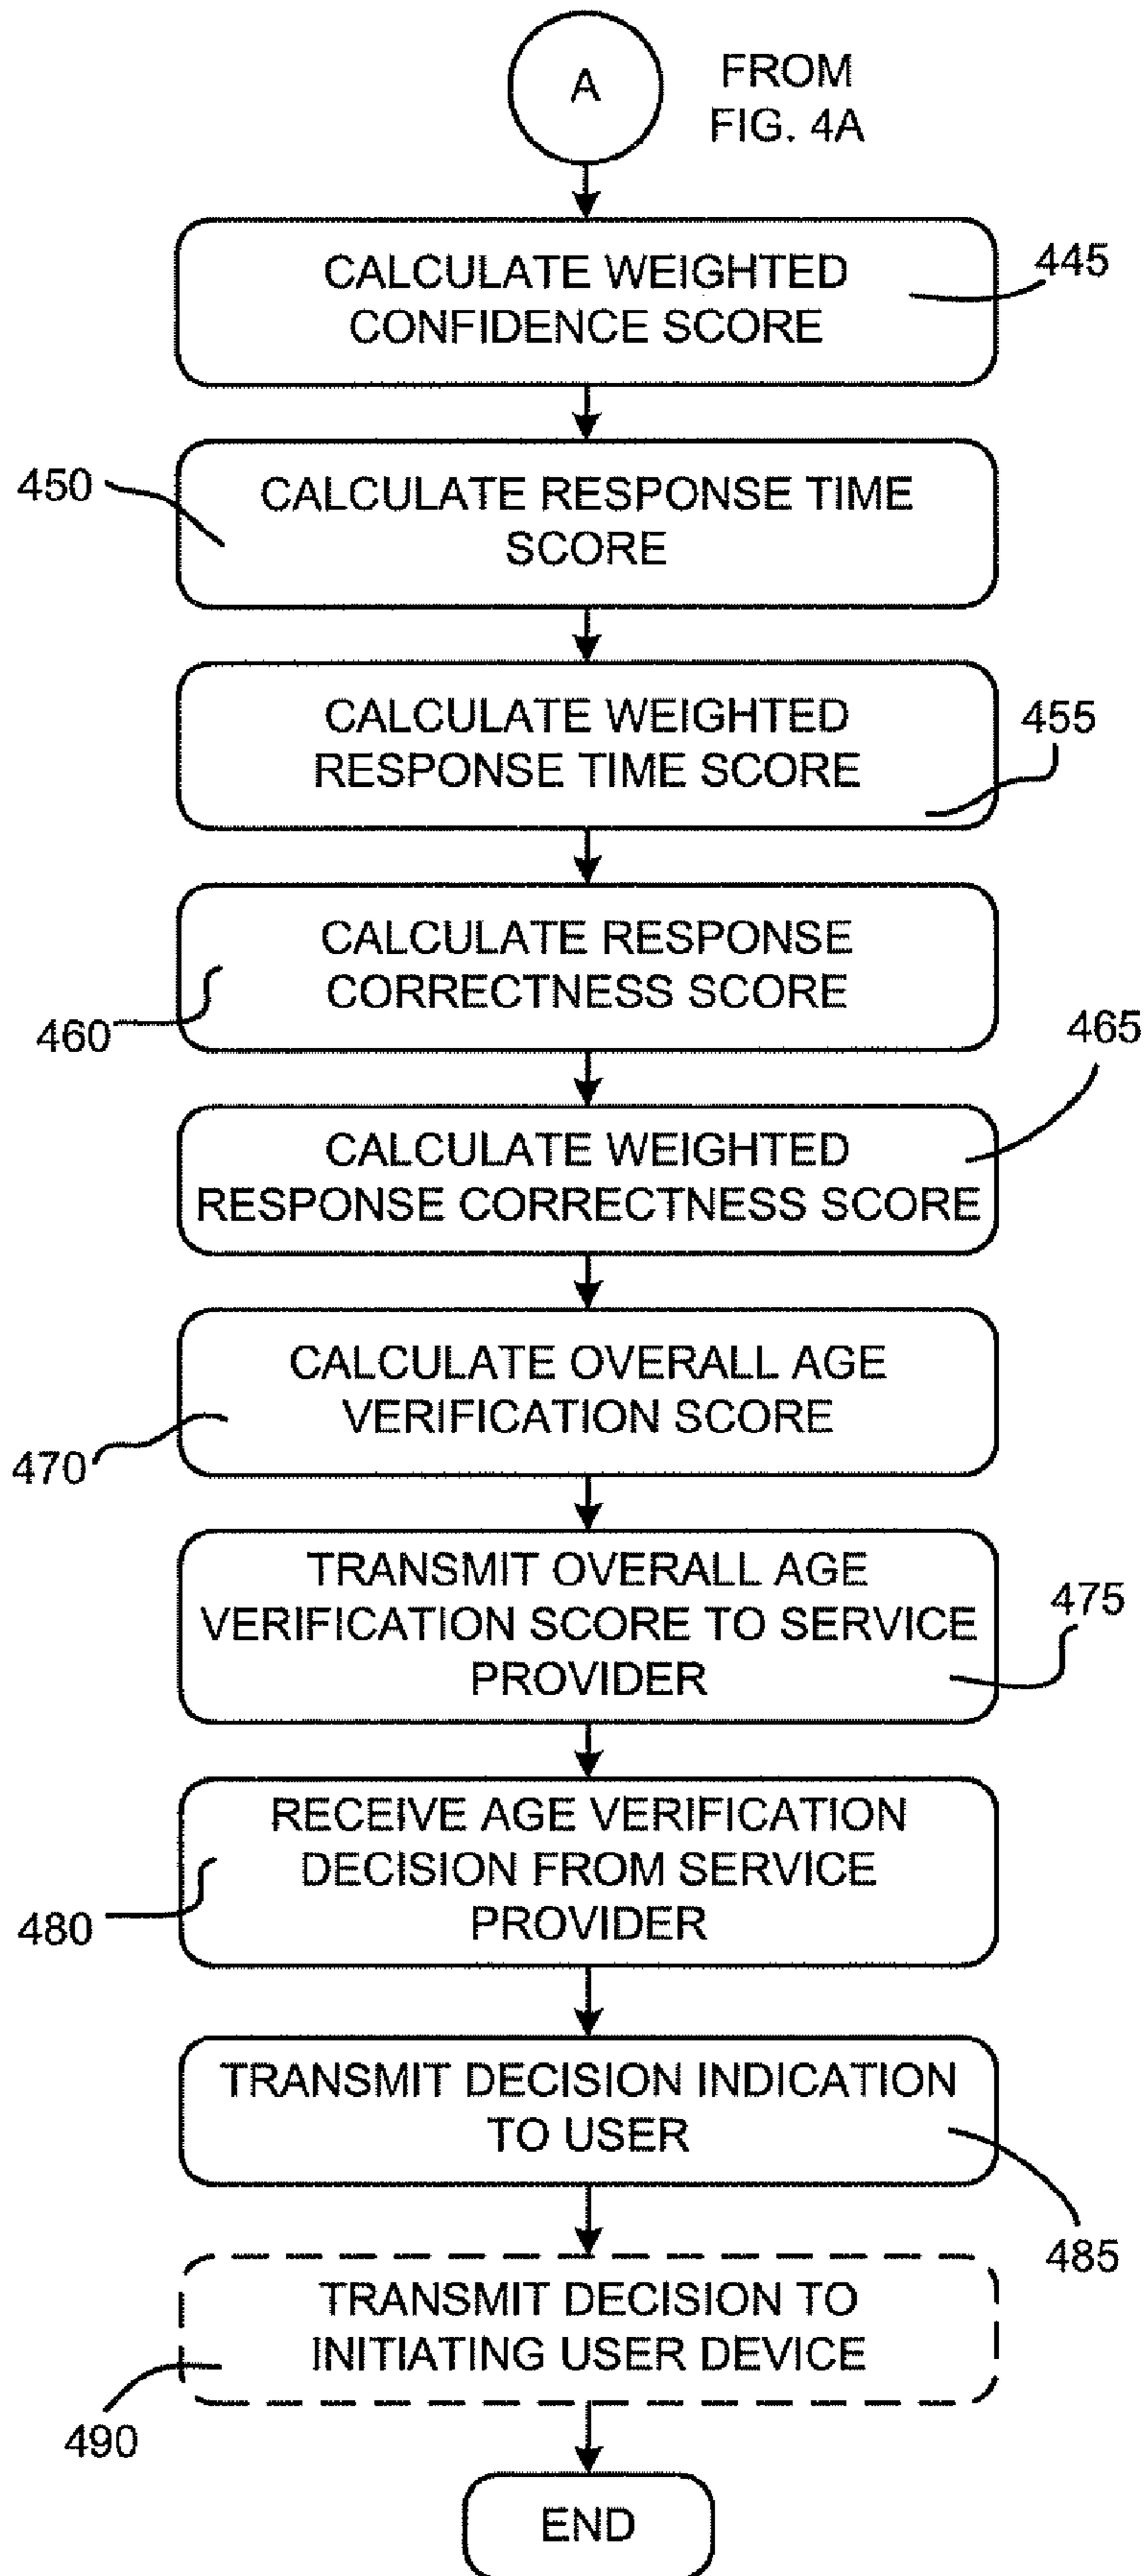 A
FROM
FIG. 4A
CALCULATE WEIGHTED
CONFIDENCE SCORE
445
450
CALCULATE RESPONSE TIME
SCORE
CALCULATE WEIGHTED
RESPONSE TIME SCORE
455
CALCULATE RESPONSE
CORRECTNESS SCORE
460
465
CALCULATE WEIGHTED
RESPONSE CORRECTNESS SCORE
CALCULATE OVERALL AGE
VERIFICATION SCORE
470
TRANSMIT OVERALL AGE
VERIFICATION SCORE TO SERVICE
PROVIDER
475
RECEIVE AGE VERIFICATION
DECISION FROM SERVICE
PROVIDER
480
TRANSMIT DECISION INDICATION
TO USER
485
TRANSMIT DECISION TO
INITIATING USER DEVICE
490
END